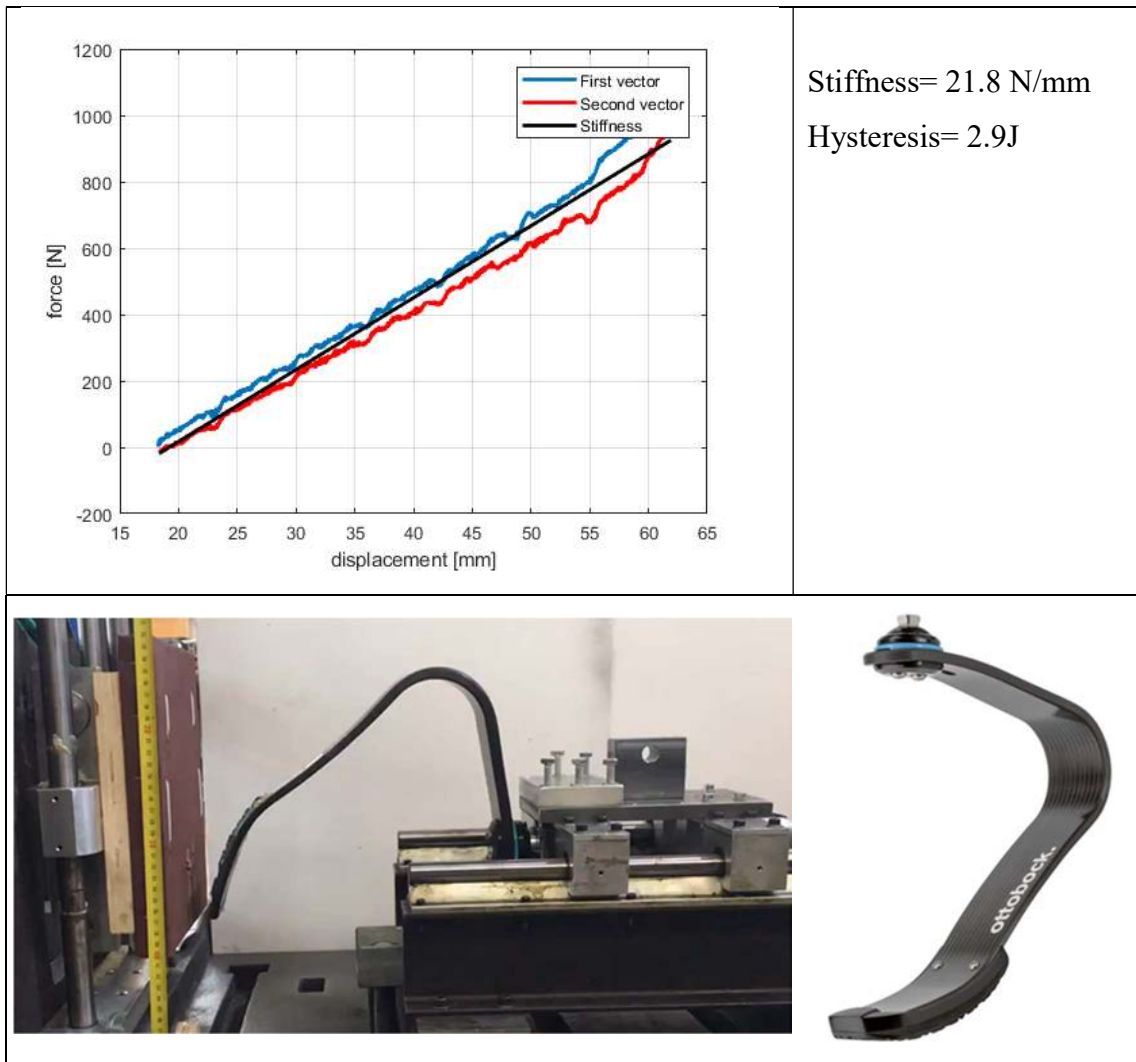 1200
1000
800
600
400
200
0
-200
force [N]
First vector
Second vector
Stiffness
15 20 25 30 35 40 45 50 55 60 65
displacement [mm]
Stiffness= 21.8 N/mm
Hysteresis= 2.9J
ottobock.